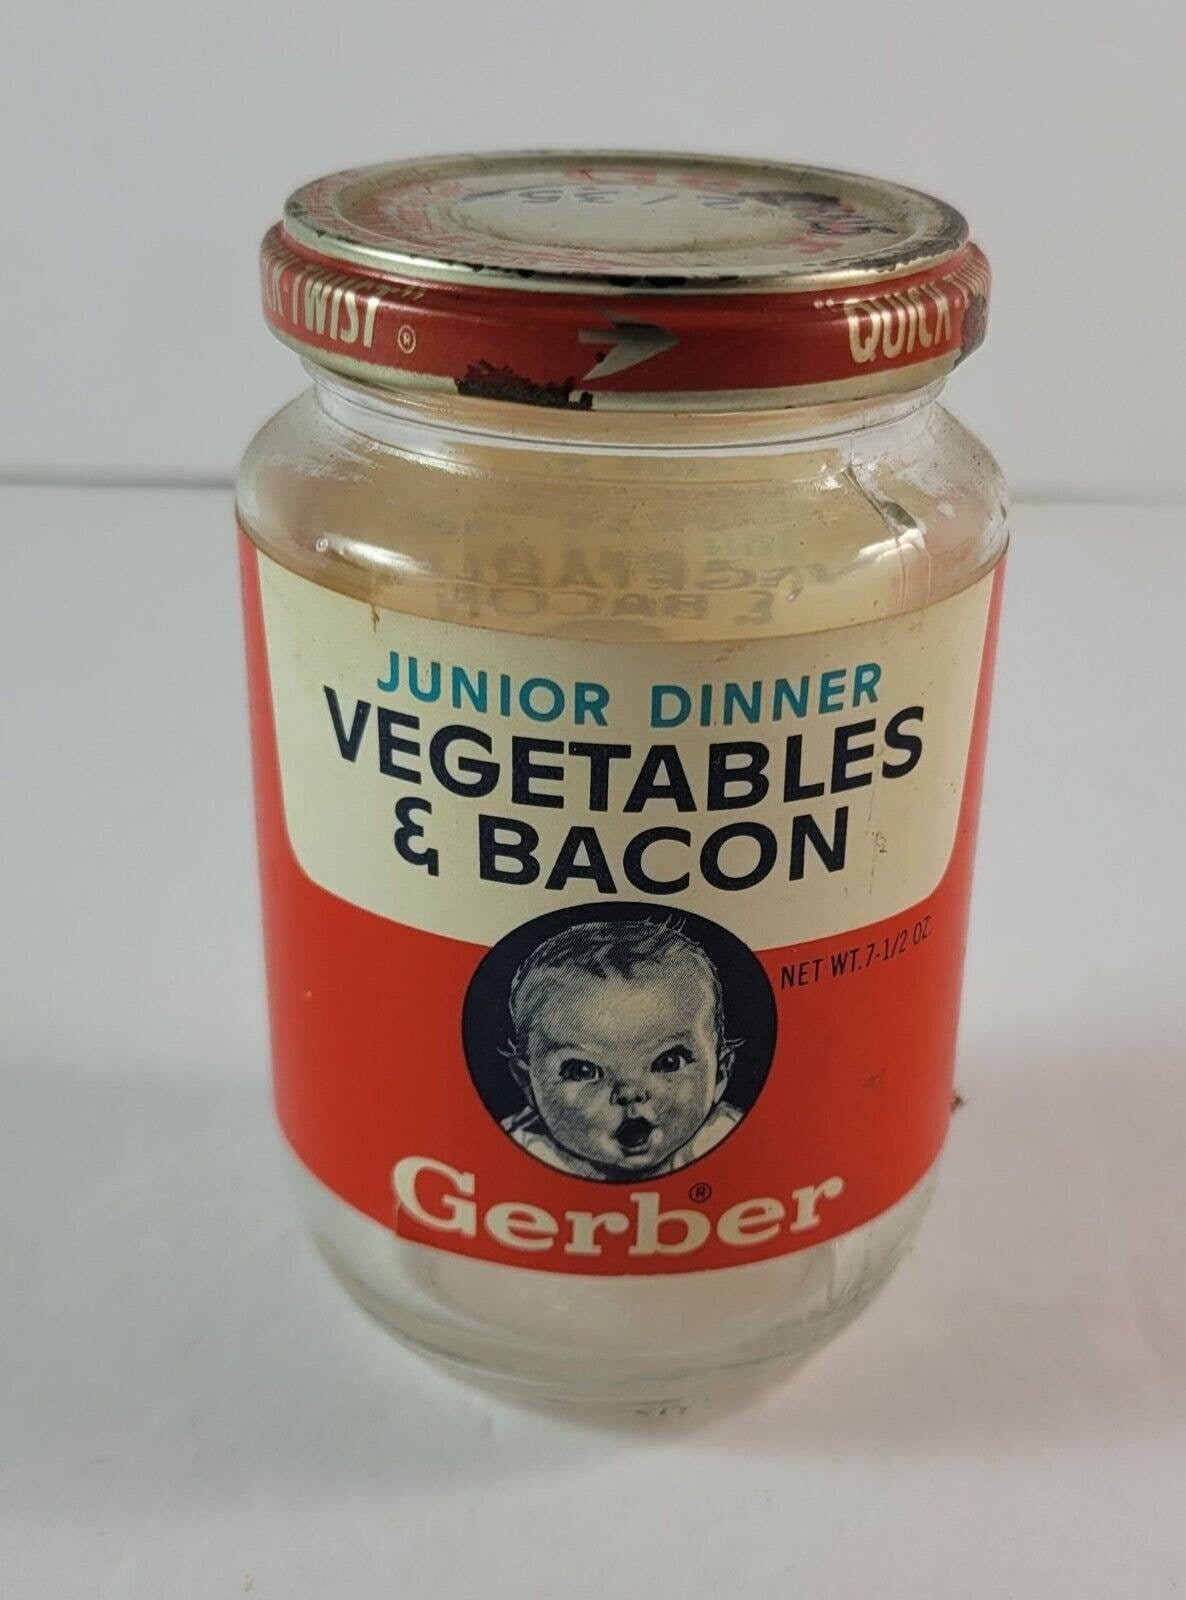 K-TWIST"®
"QUICK-
JUNIOR DINNER
VEGETABLES
& BACON
NET WT. 7-1/2 OZ.
Gerber®